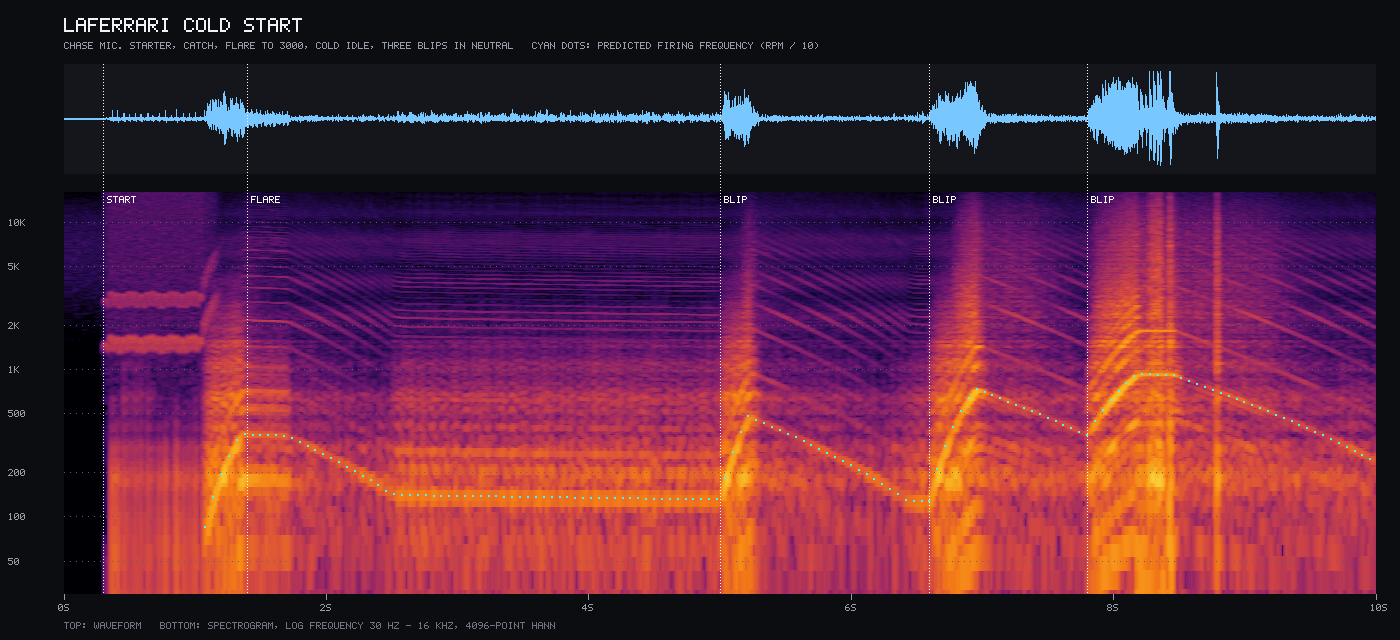 LAFERRARI COLD START
CHASE MIC. STARTER, CATCH, FLARE TO 3000, COLD IDLE, THREE BLIPS IN NEUTRAL   CYAN DOTS: PREDICTED FIRING FREQUENCY (RPM / 10)
START FLARE BLIP BLIP BLIP
10K
5K
2K
1K
500
200
100
50
0S 2S 4S 6S 8S 10S
TOP: WAVEFORM   BOTTOM: SPECTROGRAM, LOG FREQUENCY 30 HZ - 16 KHZ, 4096-POINT HANN